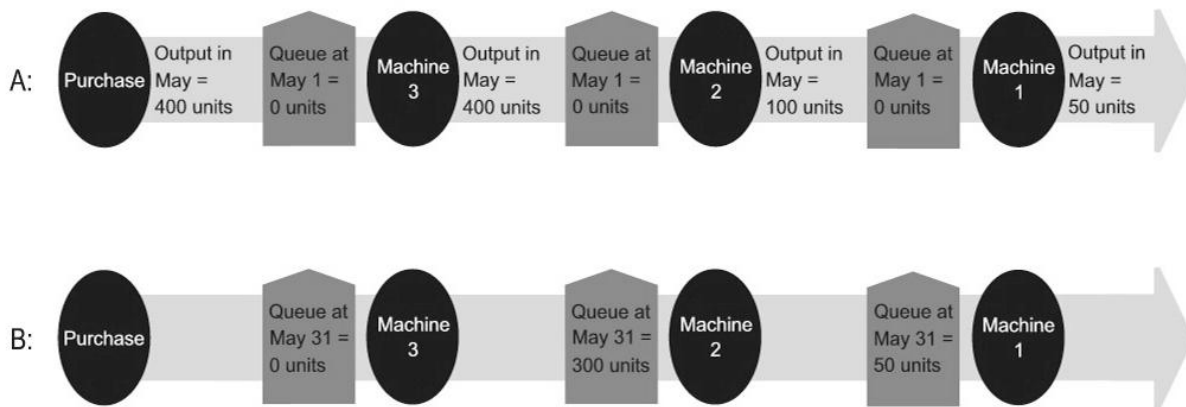 A:
Purchase
Output in
May =
400 units
Queue at
May 1 =
0 units
Machine
3
Output in
May =
400 units
Queue at
May 1 =
0 units
Machine
2
Output in
May =
100 units
Queue at
May 1 =
0 units
Machine
1
Output in
May =
50 units
B:
Purchase
Queue at
May 31 =
0 units
Machine
3
Queue at
May 31 =
300 units
Machine
2
Queue at
May 31 =
50 units
Machine
1